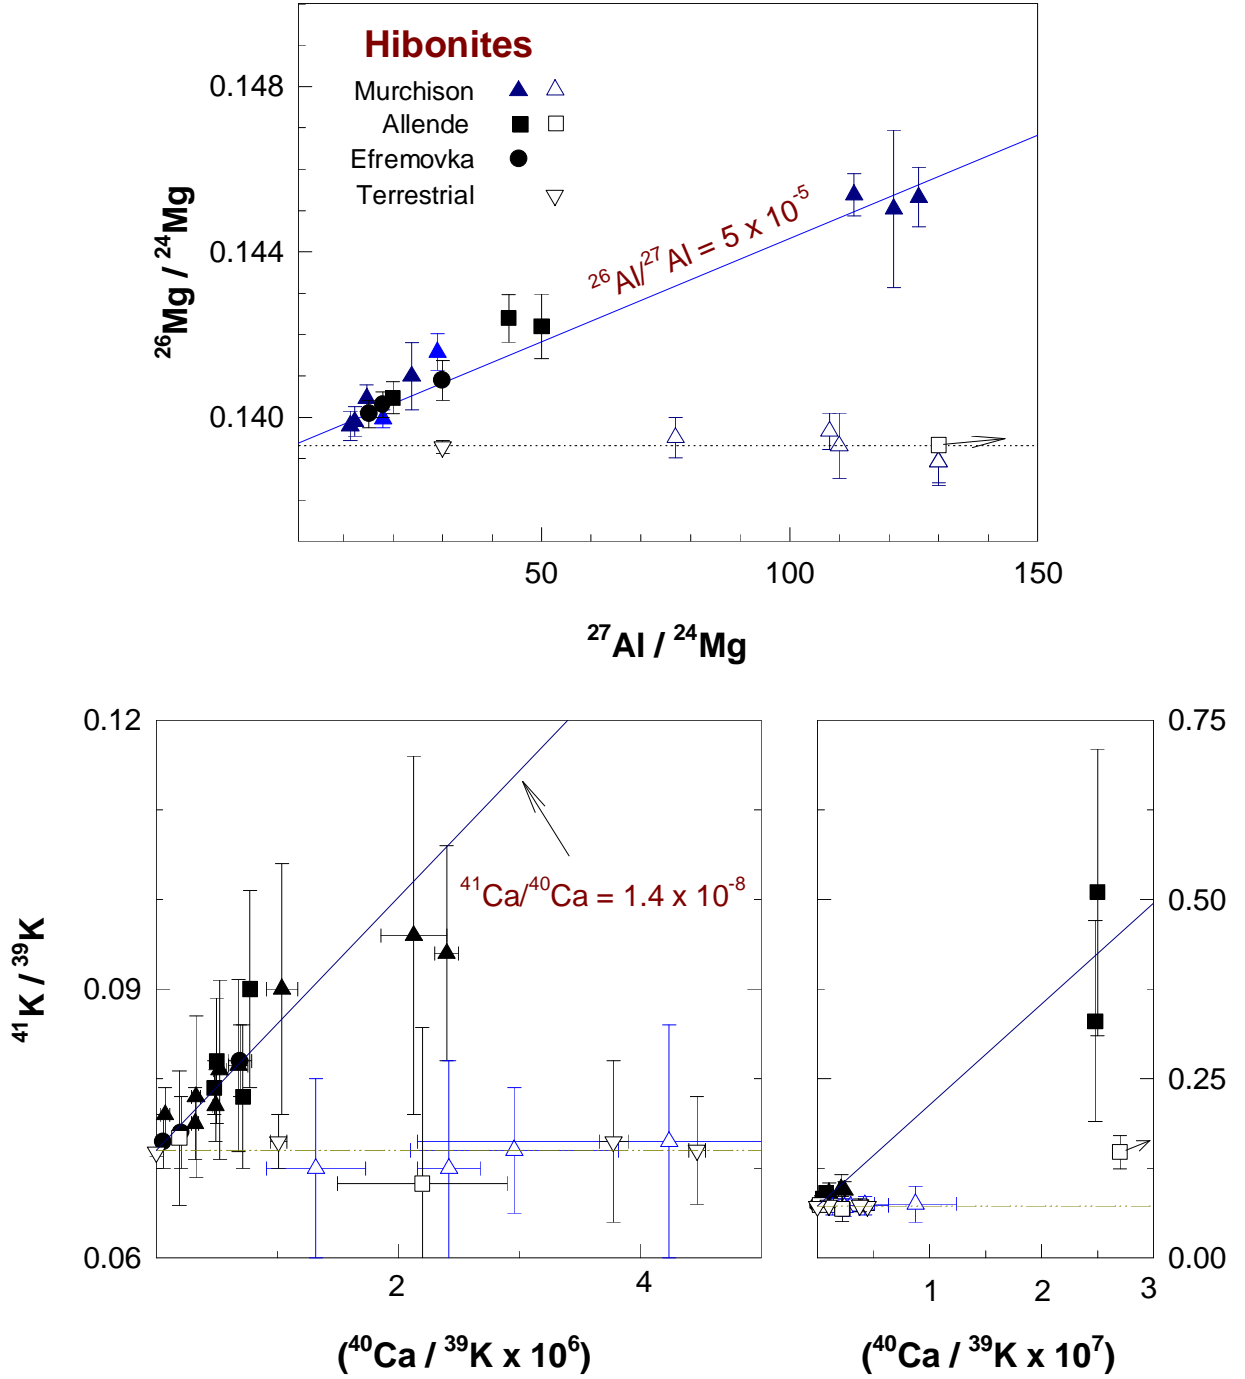 Hibonites
Murchison
Allende
Efremovka
Terrestrial
0.148
0.144
0.140
²⁶Mg / ²⁴Mg
²⁶Al/²⁷Al = 5 x 10⁻⁵
50
100
150
²⁷Al / ²⁴Mg
0.12
0.09
0.06
⁴¹K / ³⁹K
⁴¹Ca/⁴⁰Ca = 1.4 x 10⁻⁸
2
4
(⁴⁰Ca / ³⁹K x 10⁶)
0.75
0.50
0.25
0.00
1
2
3
(⁴⁰Ca / ³⁹K x 10⁷)